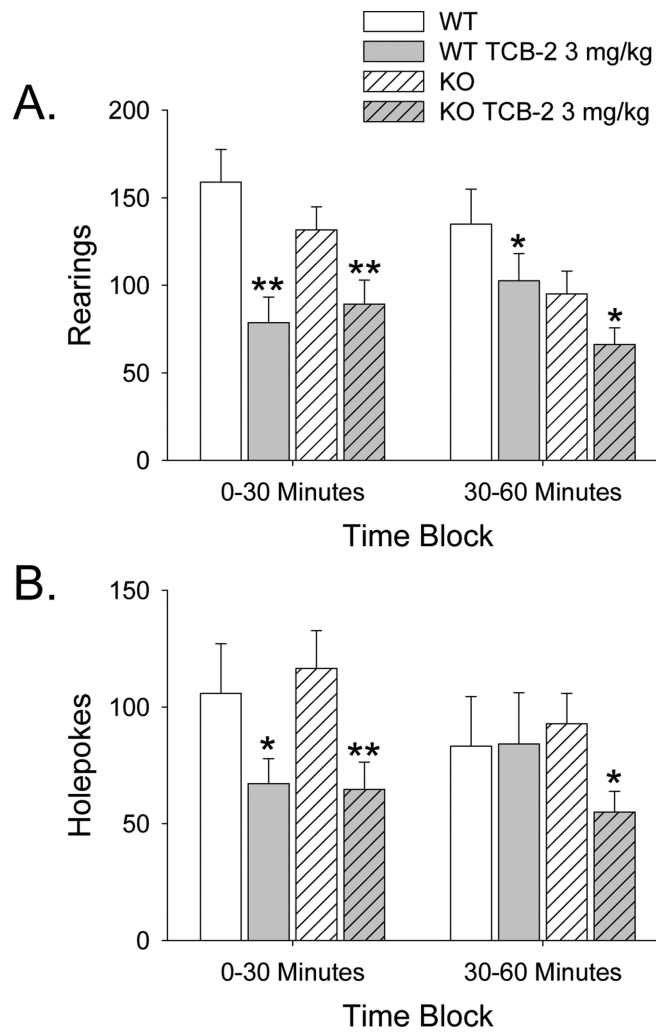 WT
WT TCB-2 3 mg/kg
KO
KO TCB-2 3 mg/kg
A.
200
150
100
50
0
Rearings
**
**
*
*
0-30 Minutes 30-60 Minutes
Time Block
B.
150
100
50
0
Holepokes
*
**
*
0-30 Minutes 30-60 Minutes
Time Block